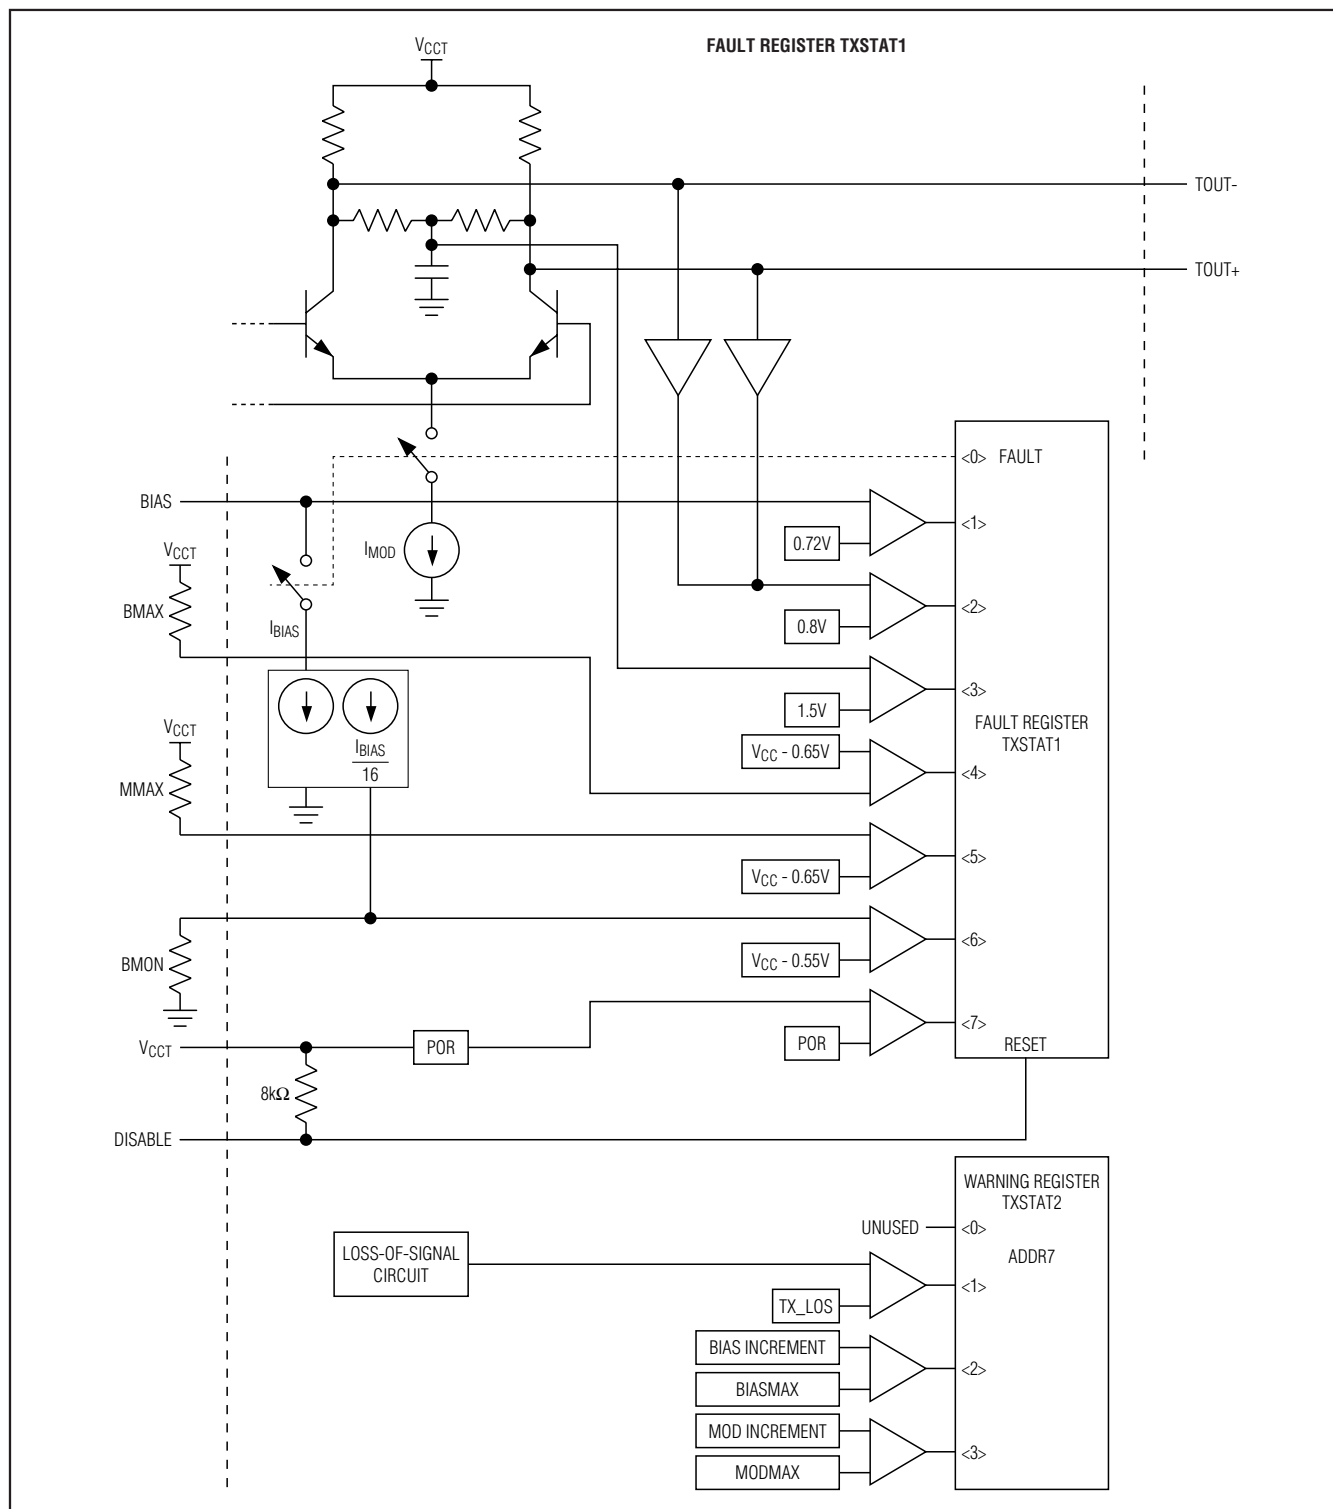 FAULT REGISTER TXSTAT1
VCCT
TOUT-
TOUT+
<0> FAULT
BIAS
<1>
0.72V
IMOD
VCCT
BMAX
IBIAS
<2>
0.8V
<3>
1.5V
FAULT REGISTER
TXSTAT1
VCCT
MMAX
IBIAS
16
VCC - 0.65V
<4>
<5>
VCC - 0.65V
BMON
<6>
VCC - 0.55V
<7>
POR
VCCT
POR
RESET
8kΩ
DISABLE
WARNING REGISTER
TXSTAT2
UNUSED
<0>
ADDR7
LOSS-OF-SIGNAL
CIRCUIT
<1>
TX_LOS
BIAS INCREMENT
<2>
BIASMAX
MOD INCREMENT
<3>
MODMAX